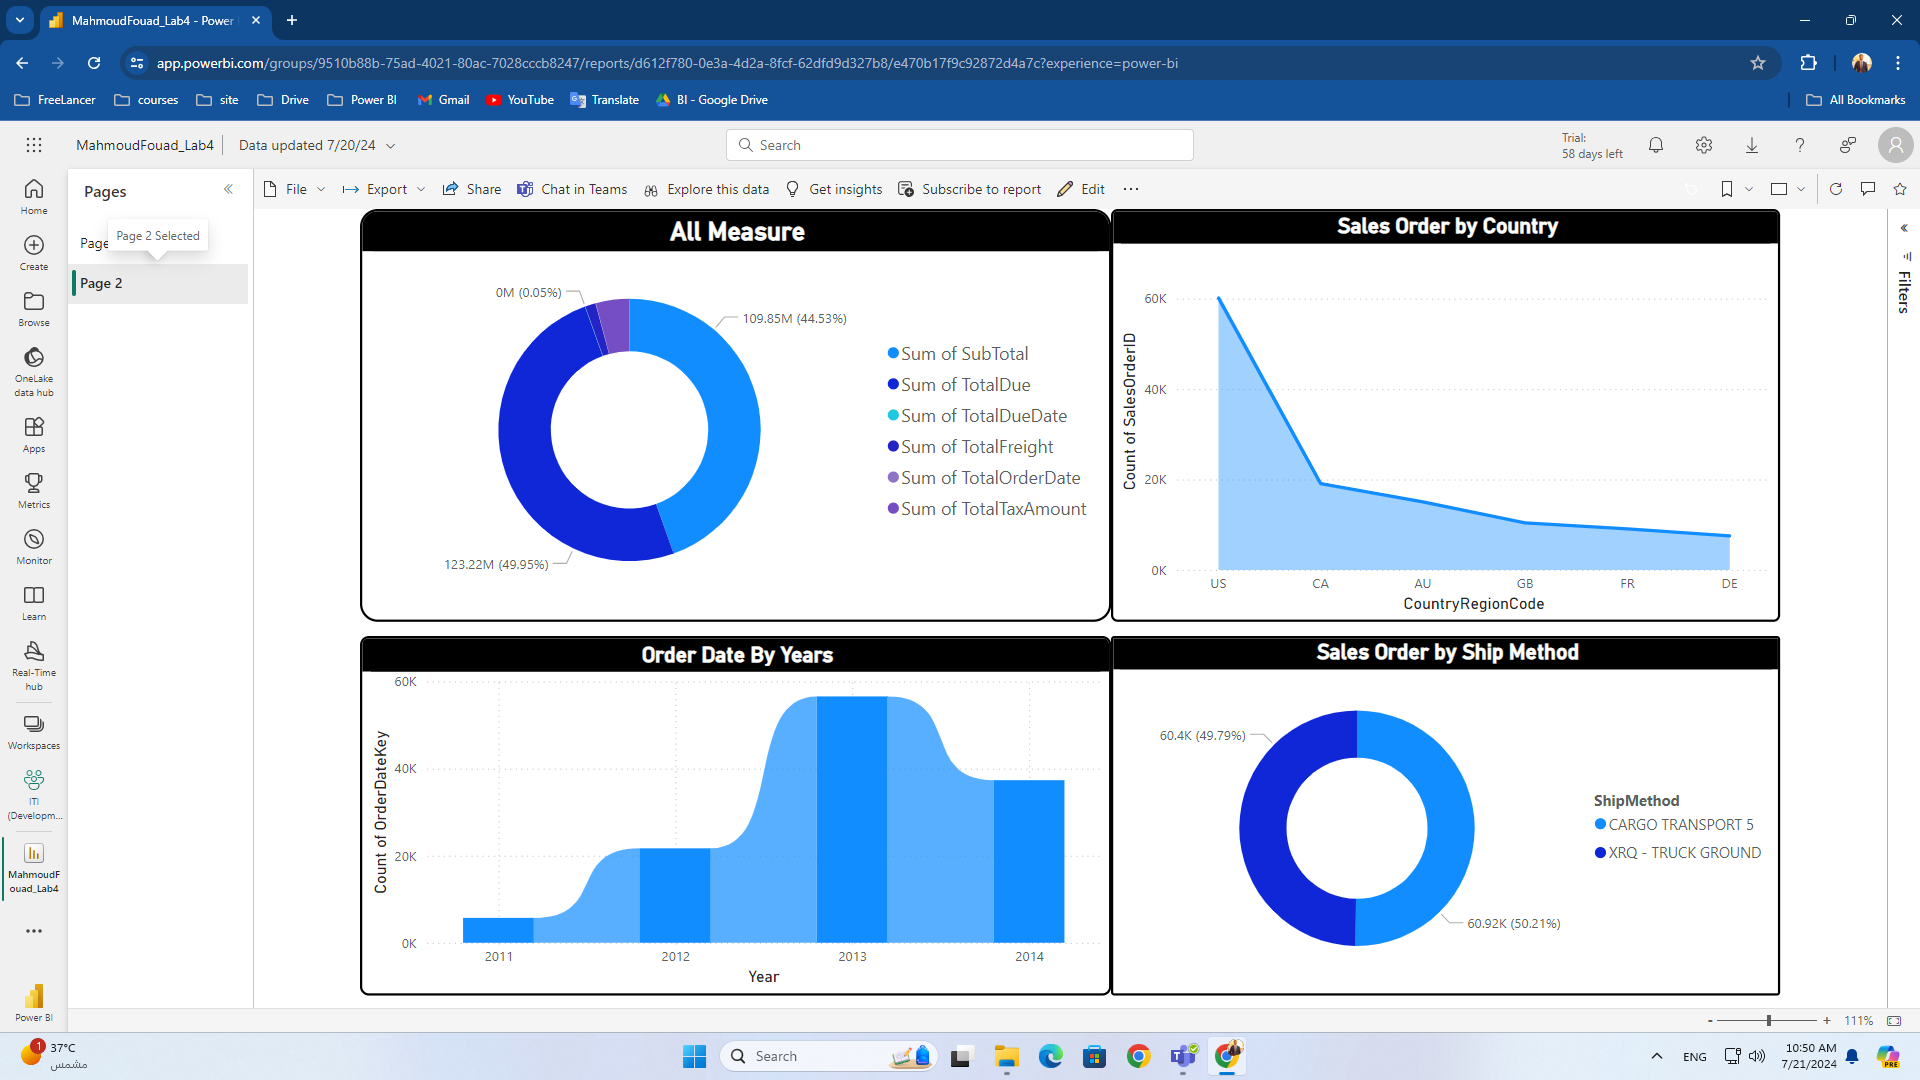 MahmoudFouad_Lab4 - Power
app.powerbi.com/groups/9510b88b-75ad-4021-80ac-7028cccb8247/reports/d612f780-0e3a-4d2a-8fcf-62dfd9d327b8/e470b17f9c92872d4a7c?experience=power-bi
FreeLancer courses site Drive Power BI Gmail YouTube Translate BI - Google Drive All Bookmarks
MahmoudFouad_Lab4 Data updated 7/20/24 Search
Trial:
58 days left
Pages
File Export Share Chat in Teams Explore this data Get insights Subscribe to report Edit
Home
Create
Browse
OneLake
data hub
Apps
Metrics
Monitor
Learn
Real-Time
hub
Workspaces
ITI
(Developm...
MahmoudF
ouad_Lab4
Power BI
Page
Page 2 Selected
Page 2
Filters
All Measure
0M (0.05%)
109.85M (44.53%)
123.22M (49.95%)
Sum of SubTotal
Sum of TotalDue
Sum of TotalDueDate
Sum of TotalFreight
Sum of TotalOrderDate
Sum of TotalTaxAmount
Sales Order by Country
Count of SalesOrderID
60K
40K
20K
0K
US CA AU GB FR DE
CountryRegionCode
Order Date By Years
Count of OrderDateKey
60K
40K
20K
0K
2011 2012 2013 2014
Year
Sales Order by Ship Method
60.4K (49.79%)
60.92K (50.21%)
ShipMethod
CARGO TRANSPORT 5
XRQ - TRUCK GROUND
- + 111%
1
37°C
مشمس
Search
ENG
10:50 AM
7/21/2024
PRE